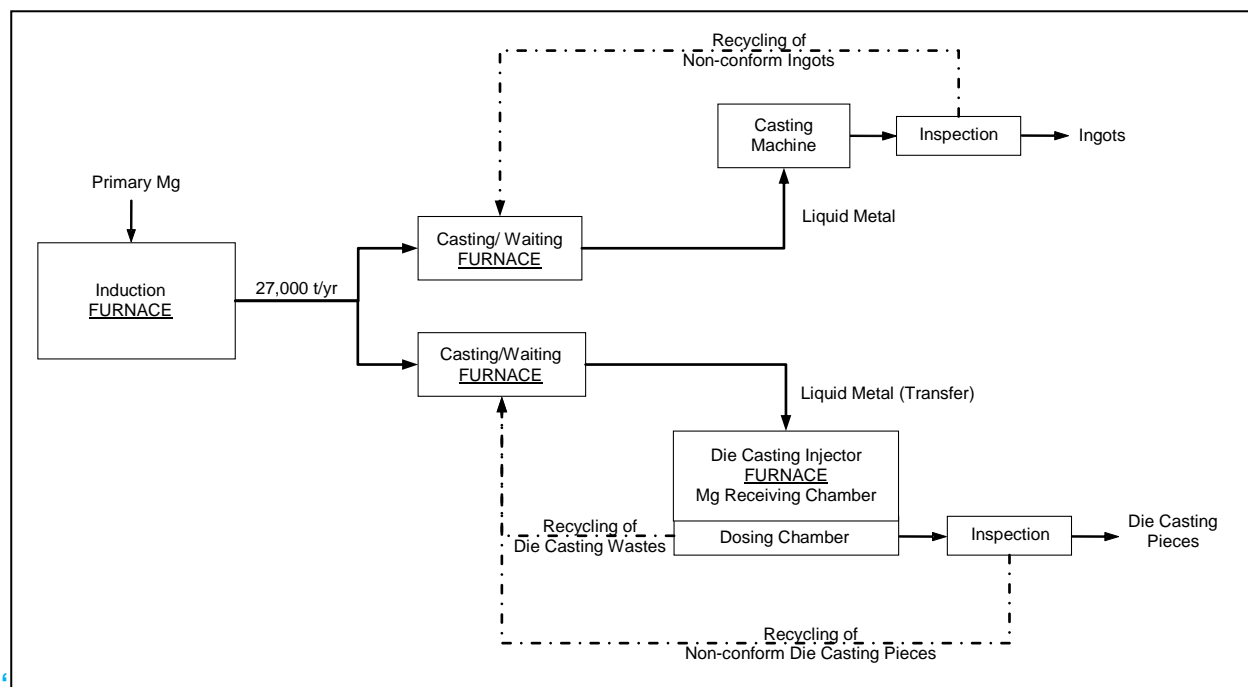 Recycling of
Non-conform Ingots
Casting
Machine
Inspection
Ingots
Primary Mg
Liquid Metal
Casting/ Waiting
FURNACE
Induction
FURNACE
27,000 t/yr
Casting/Waiting
FURNACE
Liquid Metal (Transfer)
Die Casting Injector
FURNACE
Mg Receiving Chamber
Recycling of
Die Casting Wastes
Dosing Chamber
Inspection
Die Casting
Pieces
Recycling of
Non-conform Die Casting Pieces
‘